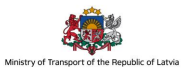 Ministry of Transport of the Republic of Latvia